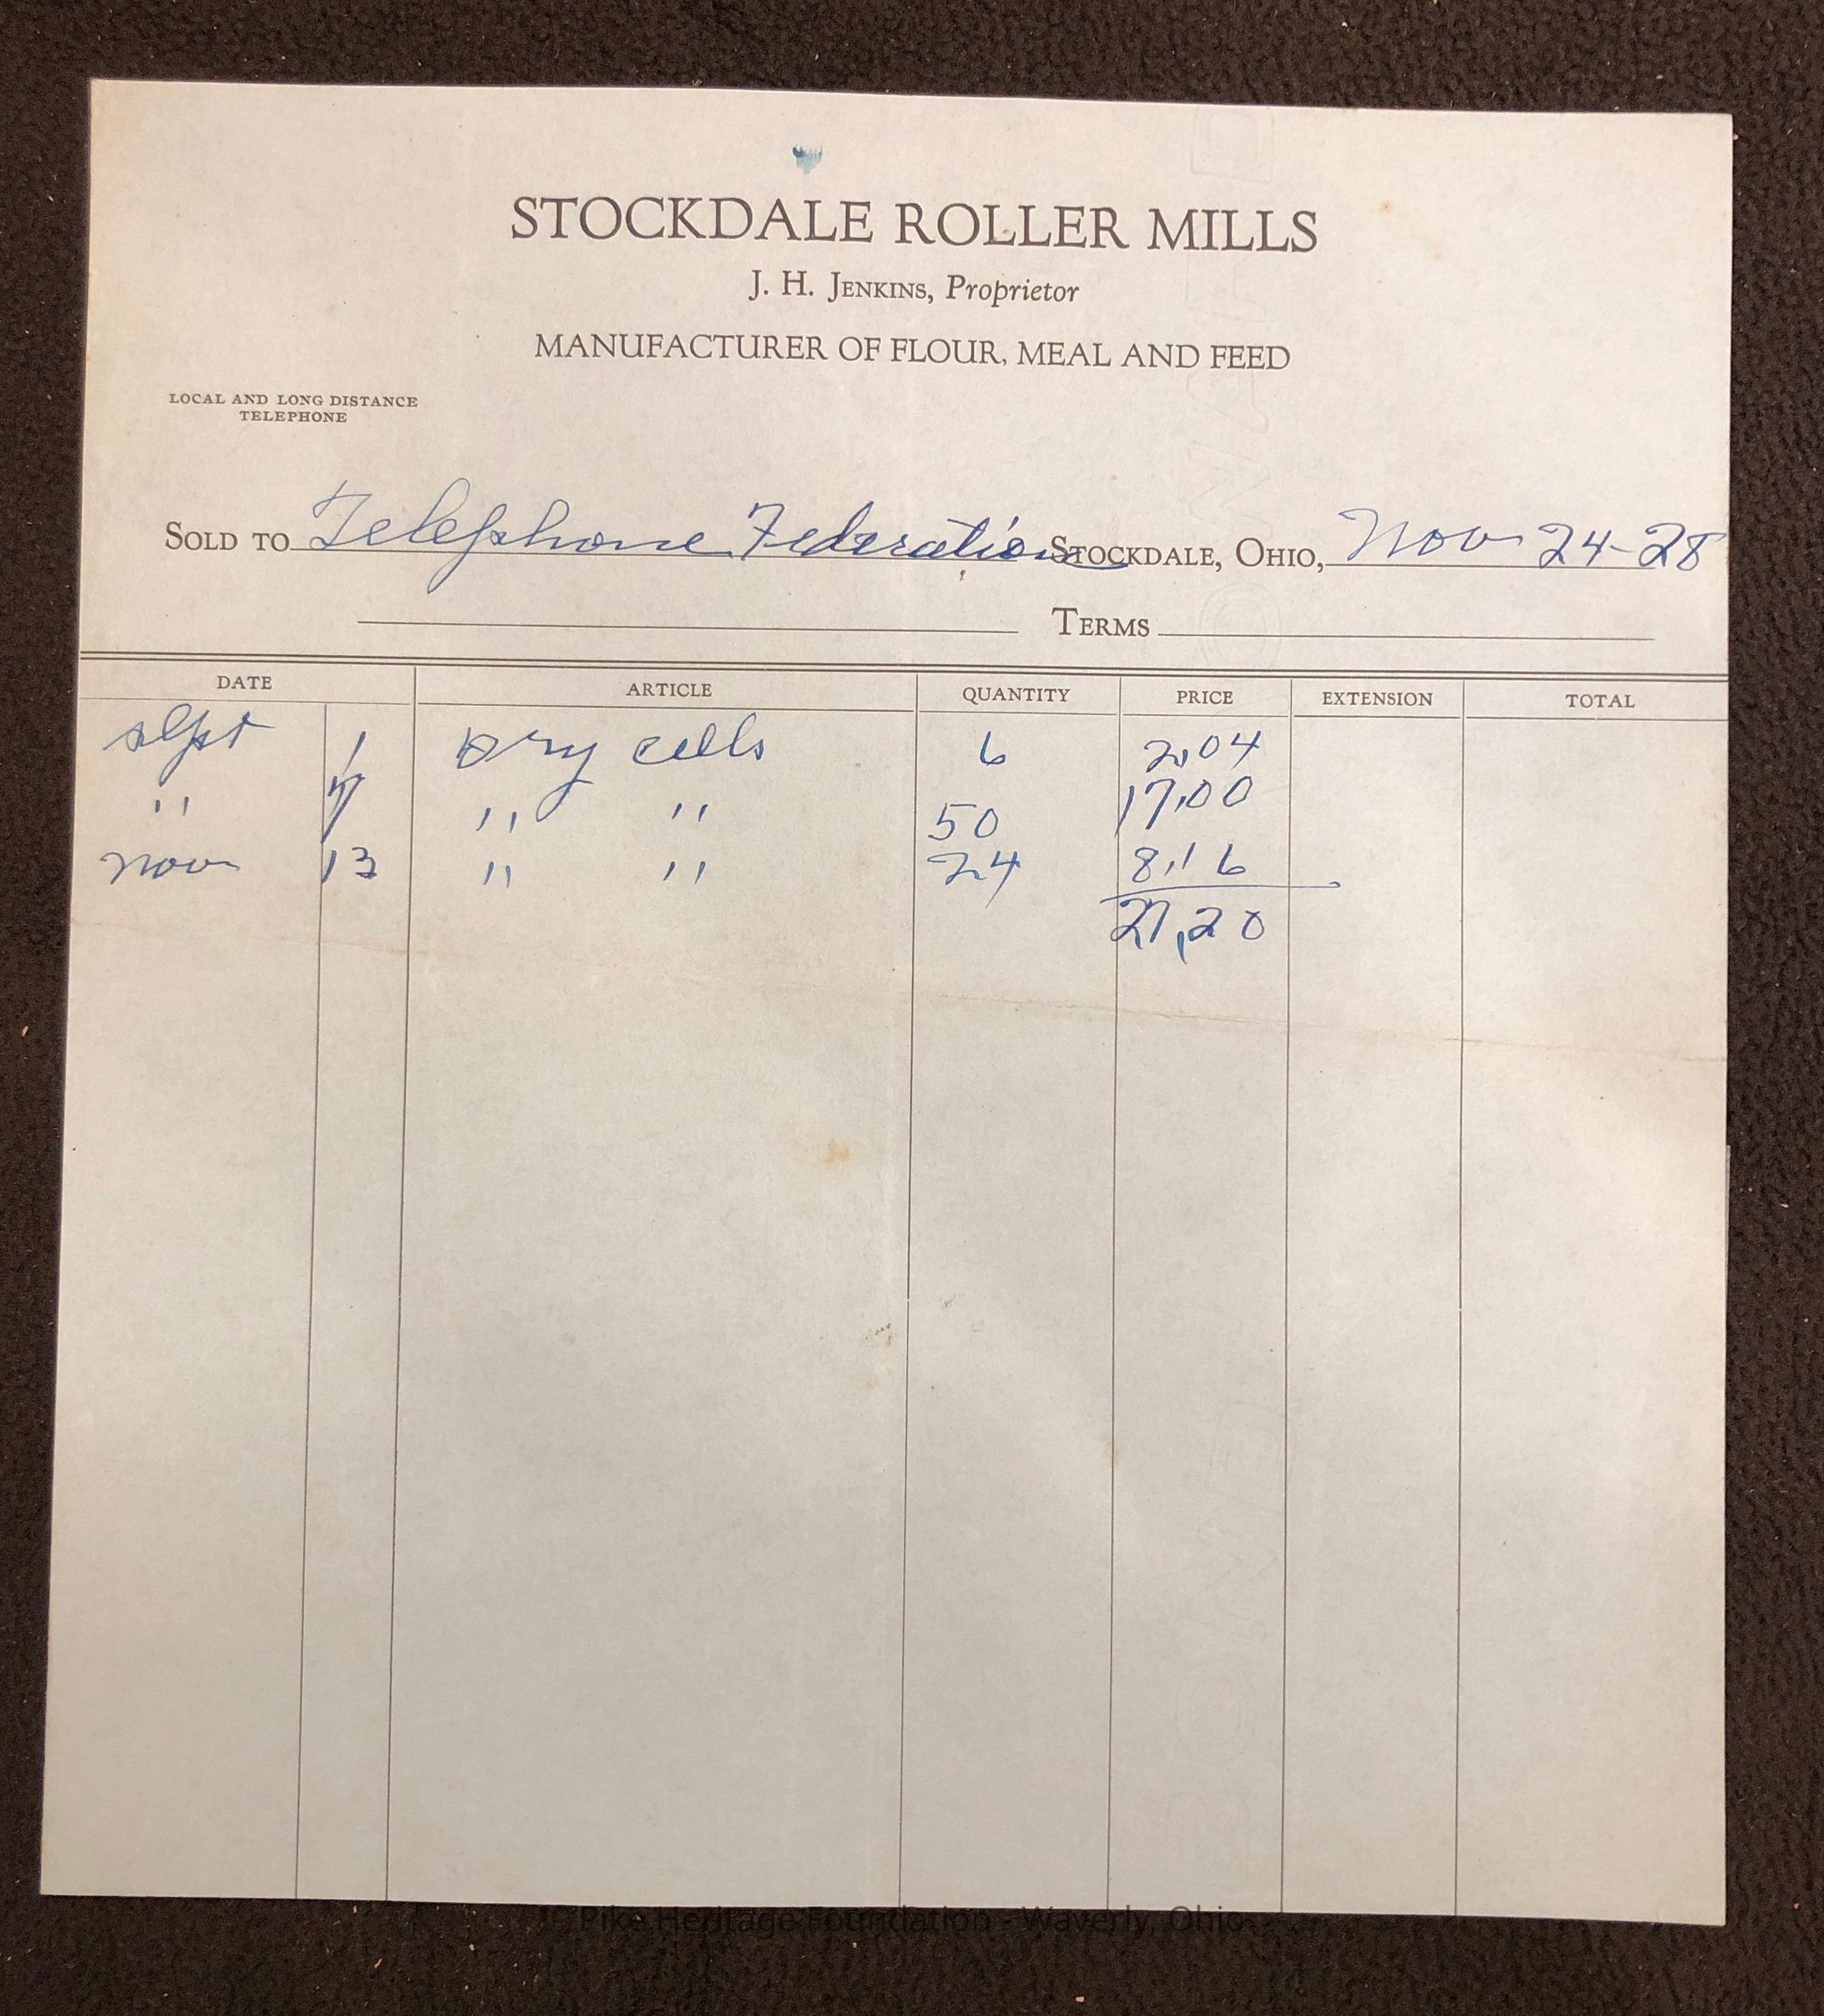 STOCKDALE ROLLER MILLS
J. H. JENKINS, Proprietor
MANUFACTURER OF FLOUR, MEAL AND FEED
LOCAL AND LONG DISTANCE
TELEPHONE
SOLD TO Telephone Federation STOCKDALE, OHIO, Nov 24-28
TERMS
DATE ARTICLE QUANTITY PRICE EXTENSION TOTAL
Sept 1 Dry cells 6 2,04
" " " 50 17,00
Nov 13 " " 24 8,16
27,20
Pike Heritage Foundation - Waverly, Ohio